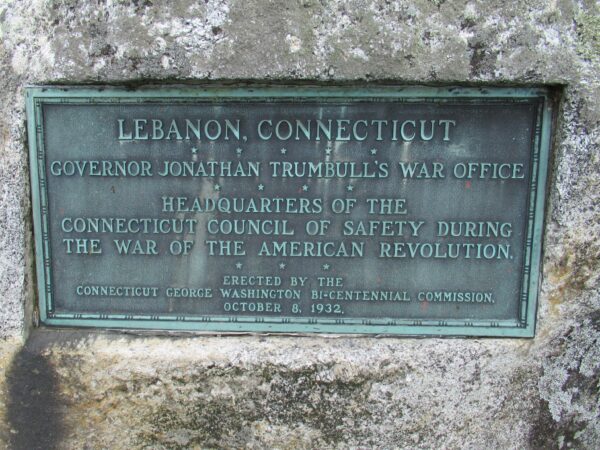 LEBANON, CONNECTICUT
GOVERNOR JONATHAN TRUMBULL'S WAR OFFICE
HEADQUARTERS OF THE
CONNECTICUT COUNCIL OF SAFETY DURING
THE WAR OF THE AMERICAN REVOLUTION.
ERECTED BY THE
CONNECTICUT GEORGE WASHINGTON BI-CENTENNIAL COMMISSION,
OCTOBER 8, 1932.